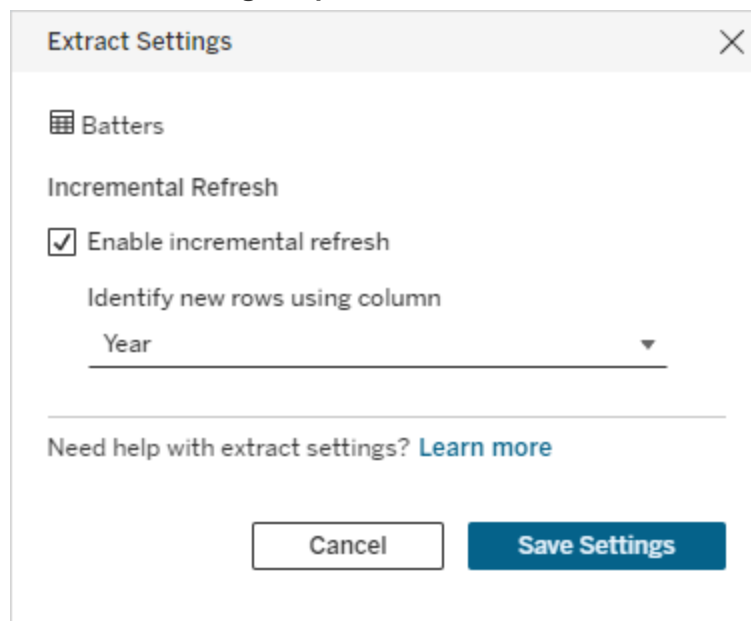 Extract Settings
Batters
Incremental Refresh
Enable incremental refresh
Identify new rows using column
Year
Need help with extract settings? Learn more
Cancel
Save Settings